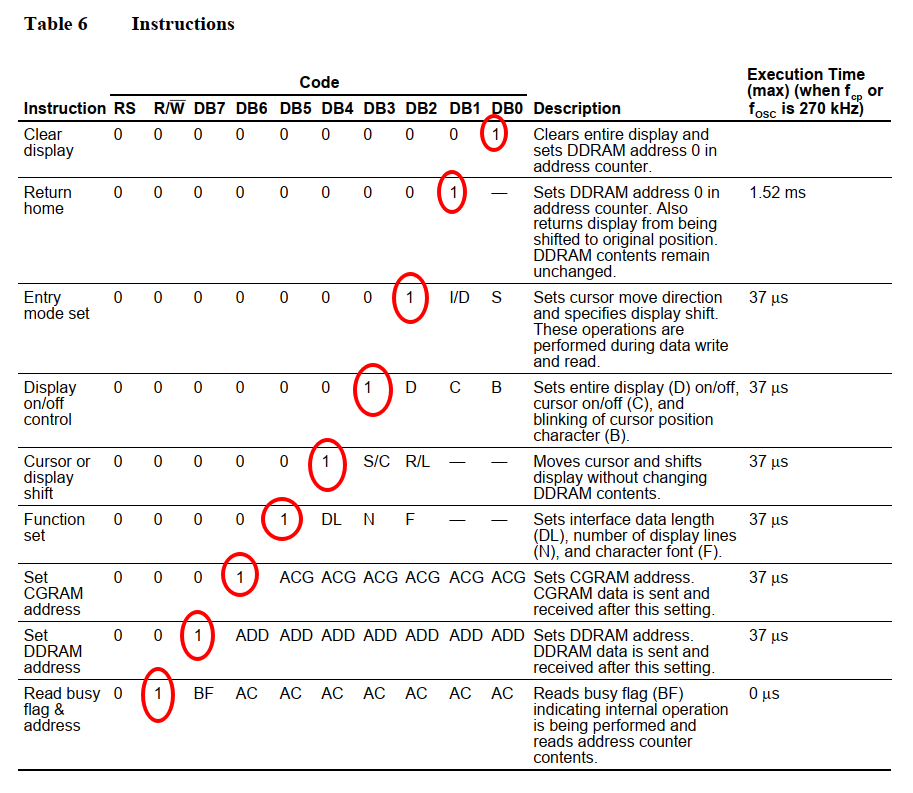 Table 6 Instructions
Code
Execution Time
(max) (when fcp or
fOSC is 270 kHz)
Instruction RS R/W̅ DB7 DB6 DB5 DB4 DB3 DB2 DB1 DB0 Description
Clear 0 0 0 0 0 0 0 0 0 1 Clears entire display and
display sets DDRAM address 0 in
address counter.
Return 0 0 0 0 0 0 0 0 1 — Sets DDRAM address 0 in 1.52 ms
home address counter. Also
returns display from being
shifted to original position.
DDRAM contents remain
unchanged.
Entry 0 0 0 0 0 0 0 1 I/D S Sets cursor move direction 37 µs
mode set and specifies display shift.
These operations are
performed during data write
and read.
Display 0 0 0 0 0 0 1 D C B Sets entire display (D) on/off, 37 µs
on/off cursor on/off (C), and
control blinking of cursor position
character (B).
Cursor or 0 0 0 0 0 1 S/C R/L — — Moves cursor and shifts 37 µs
display display without changing
shift DDRAM contents.
Function 0 0 0 0 1 DL N F — — Sets interface data length 37 µs
set (DL), number of display lines
(N), and character font (F).
Set 0 0 0 1 ACG ACG ACG ACG ACG ACG Sets CGRAM address. 37 µs
CGRAM CGRAM data is sent and
address received after this setting.
Set 0 0 1 ADD ADD ADD ADD ADD ADD ADD Sets DDRAM address. 37 µs
DDRAM DDRAM data is sent and
address received after this setting.
Read busy 0 1 BF AC AC AC AC AC AC AC Reads busy flag (BF) 0 µs
flag & indicating internal operation
address is being performed and
reads address counter
contents.